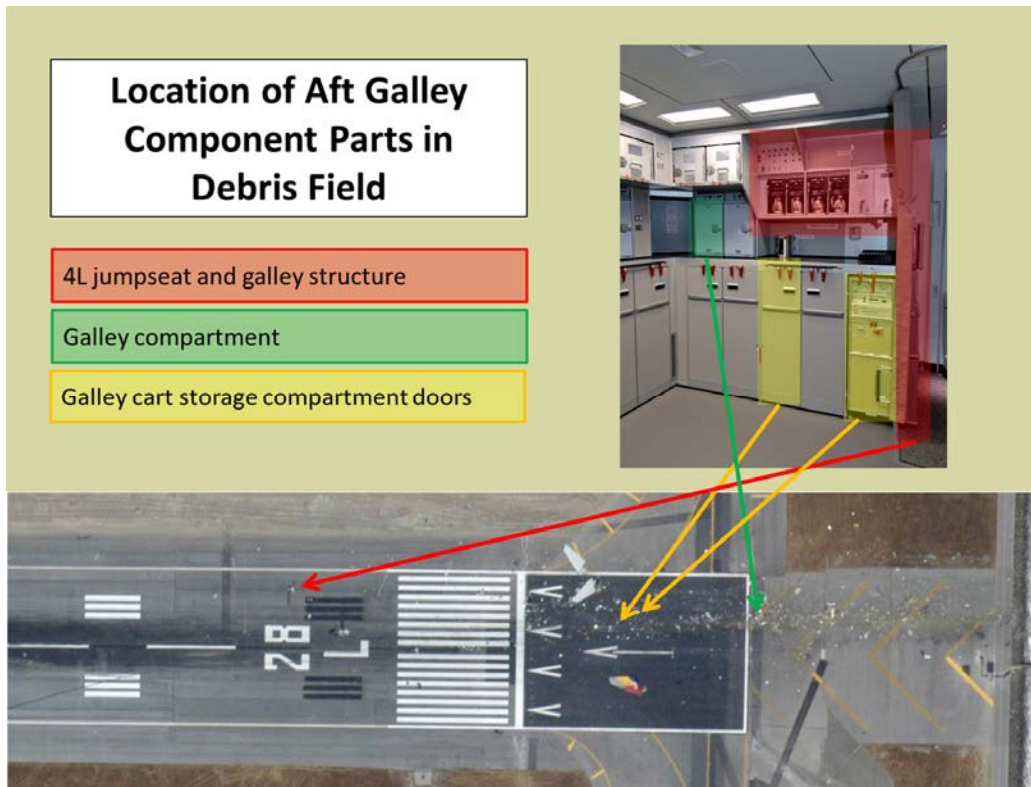 Location of Aft Galley
Component Parts in
Debris Field
4L jumpseat and galley structure
Galley compartment
Galley cart storage compartment doors
28
L